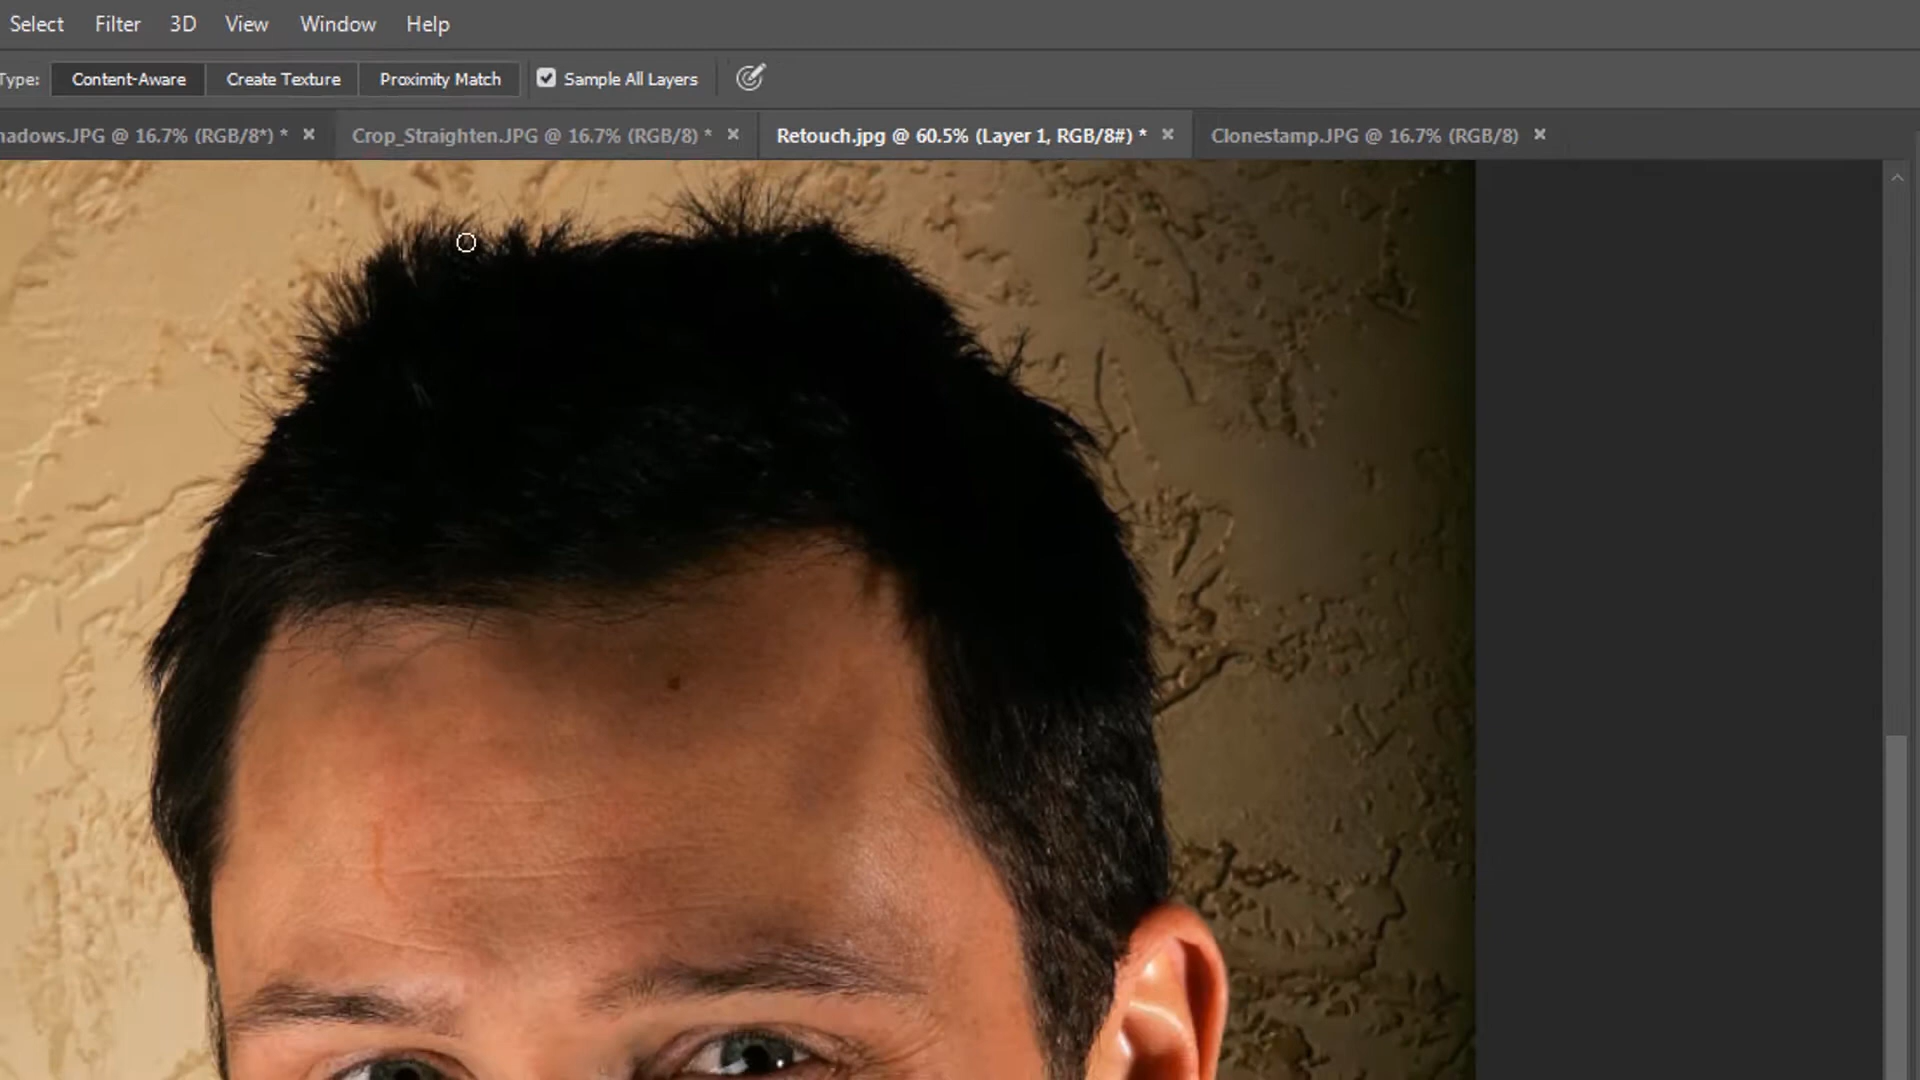 Select Filter 3D View Window Help
Type: Content-Aware Create Texture Proximity Match Sample All Layers
hadows.JPG @ 16.7% (RGB/8*) * × Crop_Straighten.JPG @ 16.7% (RGB/8) * × Retouch.jpg @ 60.5% (Layer 1, RGB/8#) * × Clonestamp.JPG @ 16.7% (RGB/8) ×